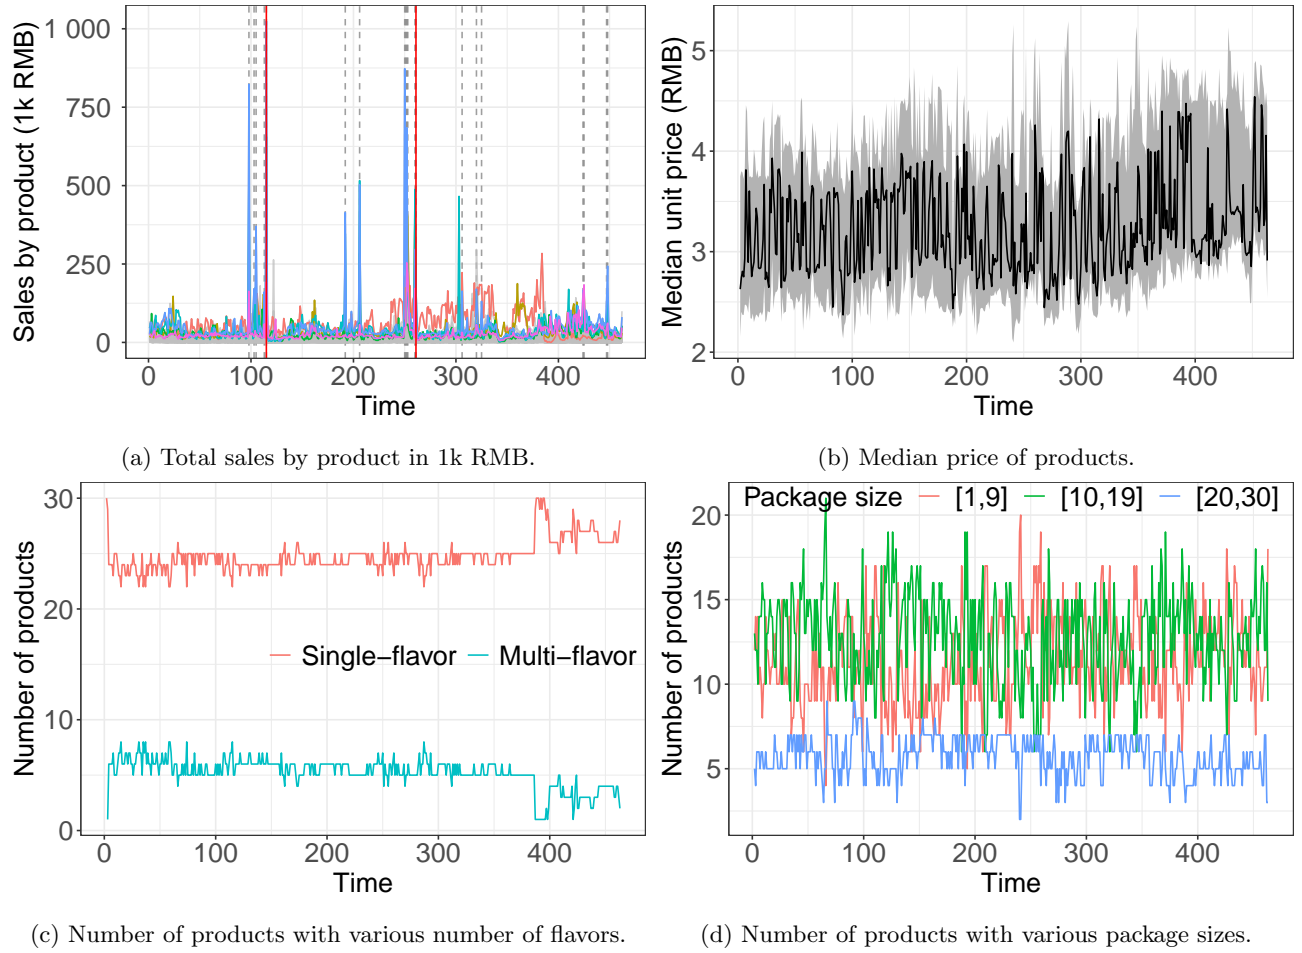 Sales by product (1k RMB)
1 000
750
500
250
0
0 100 200 300 400
Time
(a) Total sales by product in 1k RMB.
Median unit price (RMB)
5
4
3
2
0 100 200 300 400
Time
(b) Median price of products.
Number of products
30
20
10
0
Single−flavor Multi−flavor
0 100 200 300 400
Time
(c) Number of products with various number of flavors.
Number of products
Package size [1,9] [10,19] [20,30]
20
15
10
5
0 100 200 300 400
Time
(d) Number of products with various package sizes.